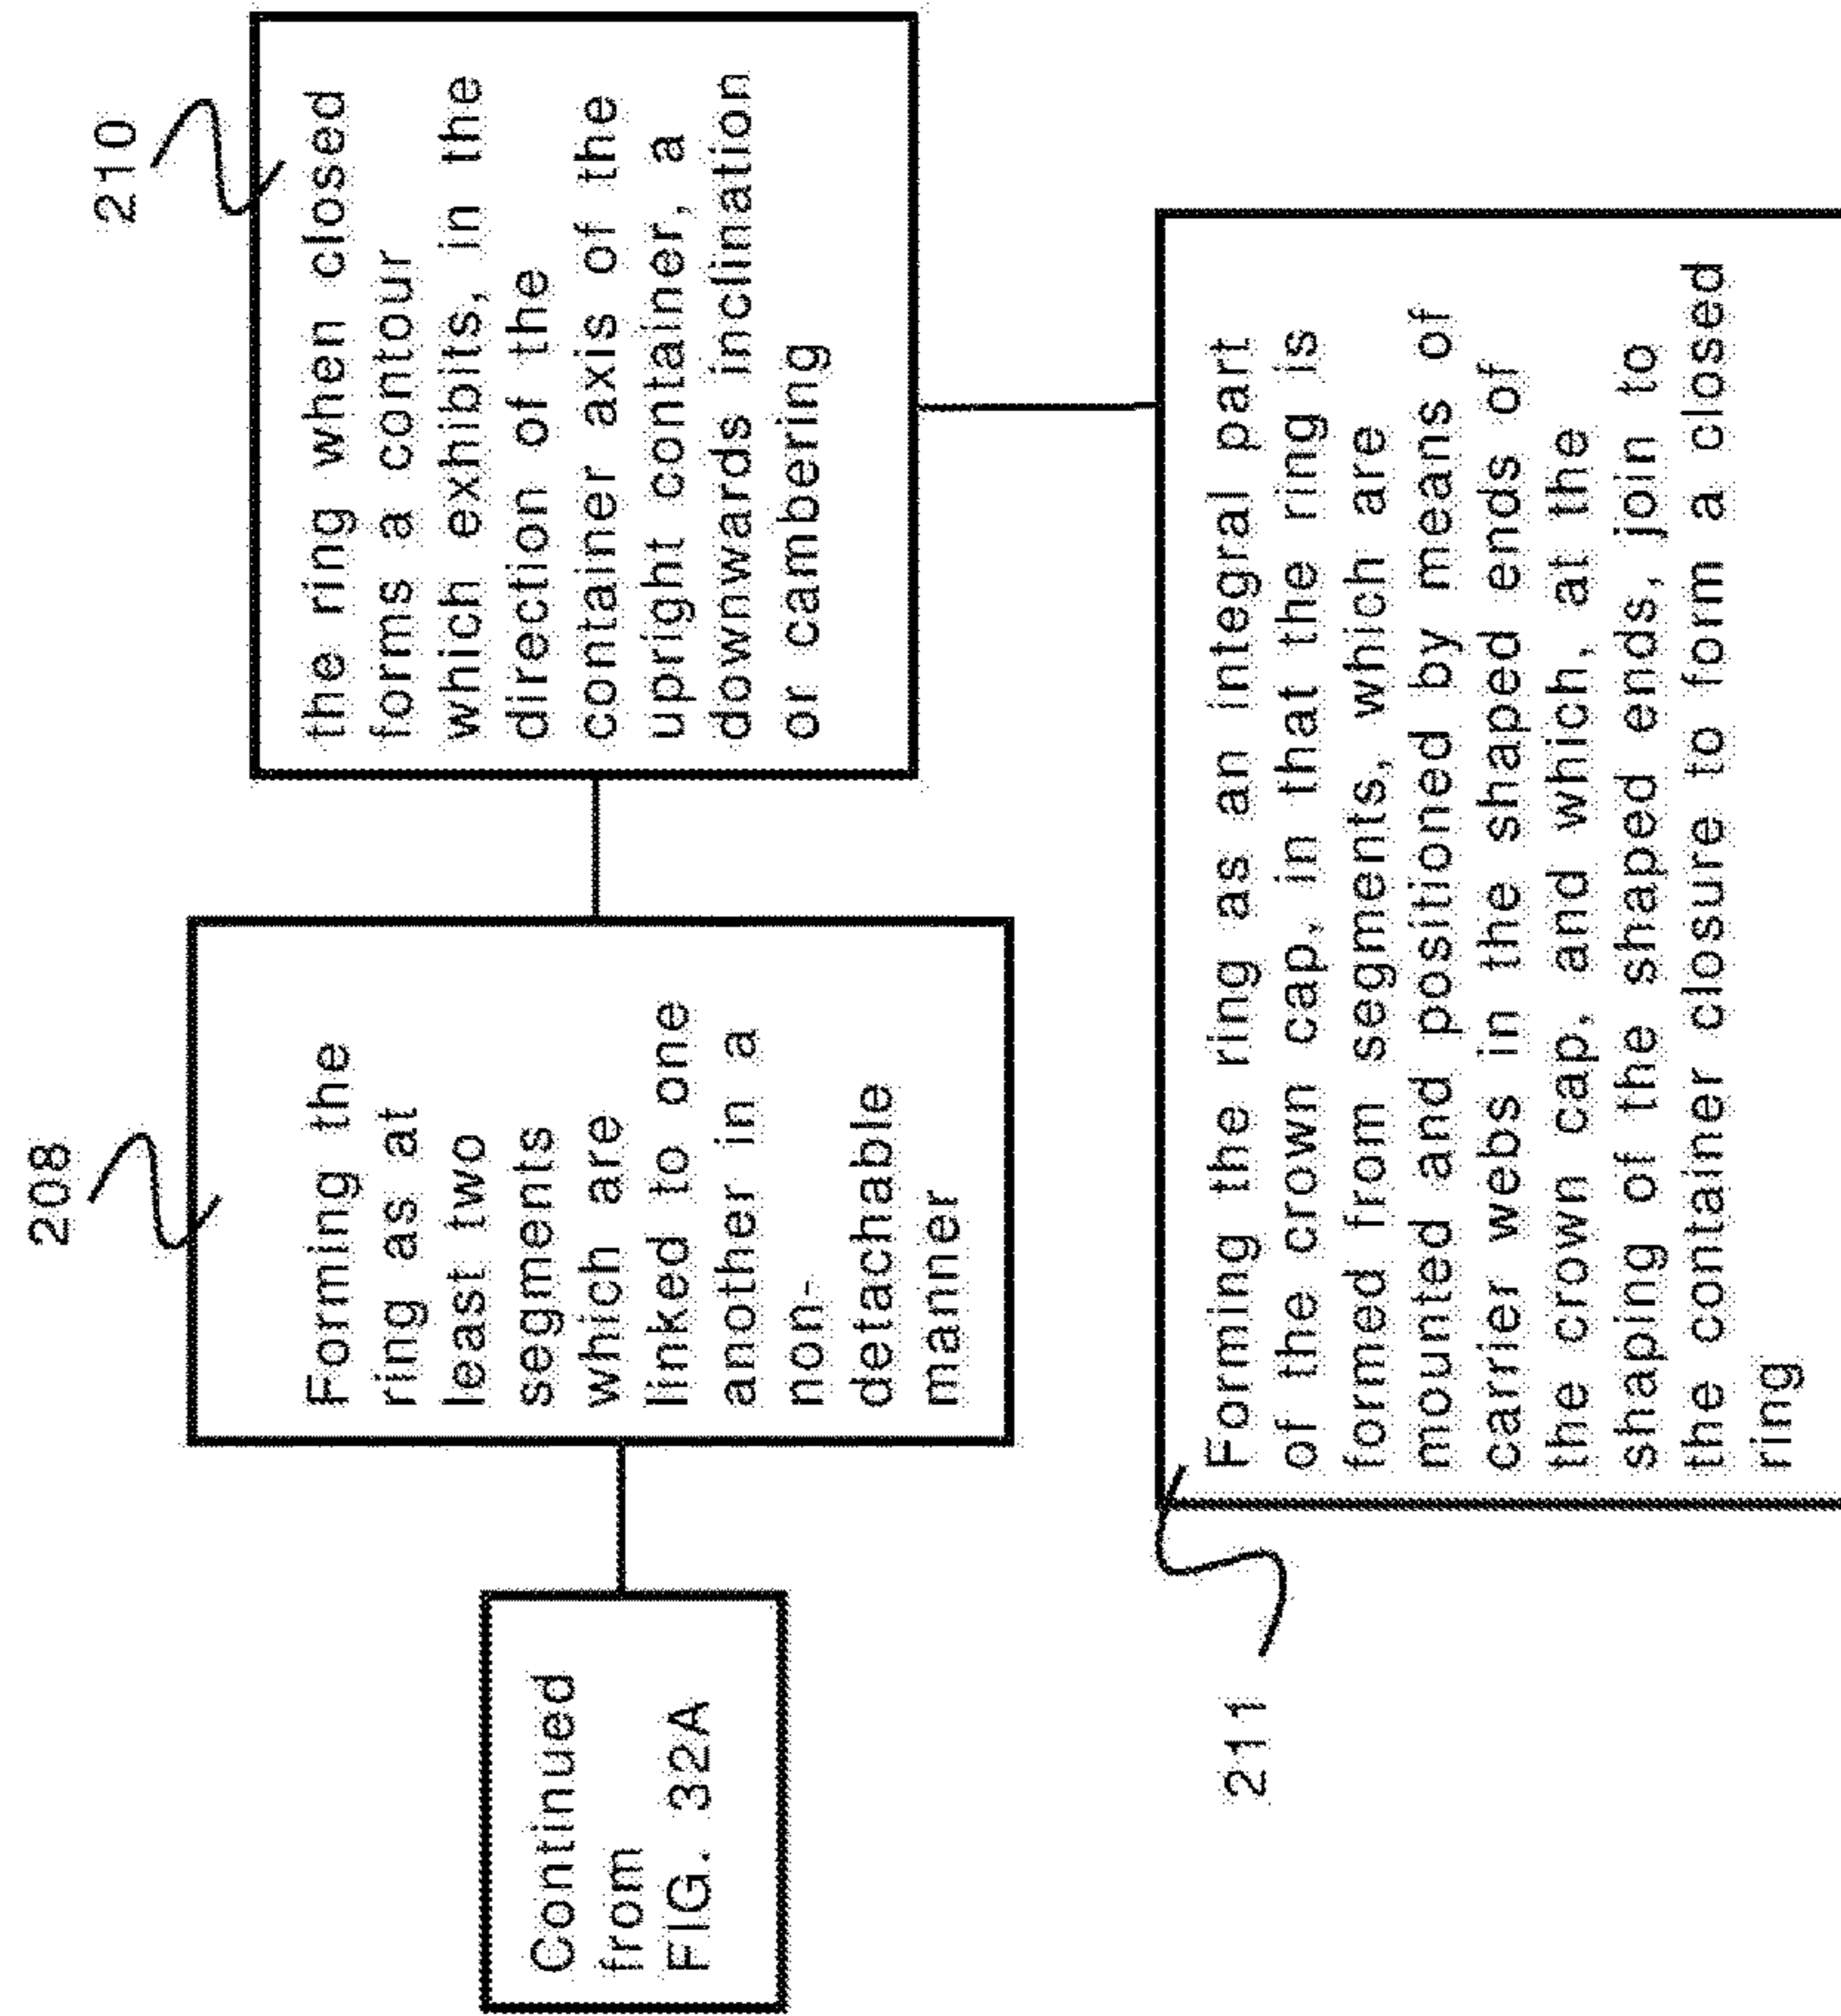 Continued
from
FIG. 32A
208
Forming the
ring as at
least two
segments
which are
linked to one
another in a
non-
detachable
manner
210
the ring when closed
forms a contour
which exhibits, in the
direction of the
container axis of the
upright container, a
downwards inclination
or cambering
211
Forming the ring as an integral part
of the crown cap, in that the ring is
formed from segments, which are
mounted and positioned by means of
carrier webs in the shaped ends of
the crown cap, and which, at the
shaping of the shaped ends, join to
the container closure to form a closed
ring